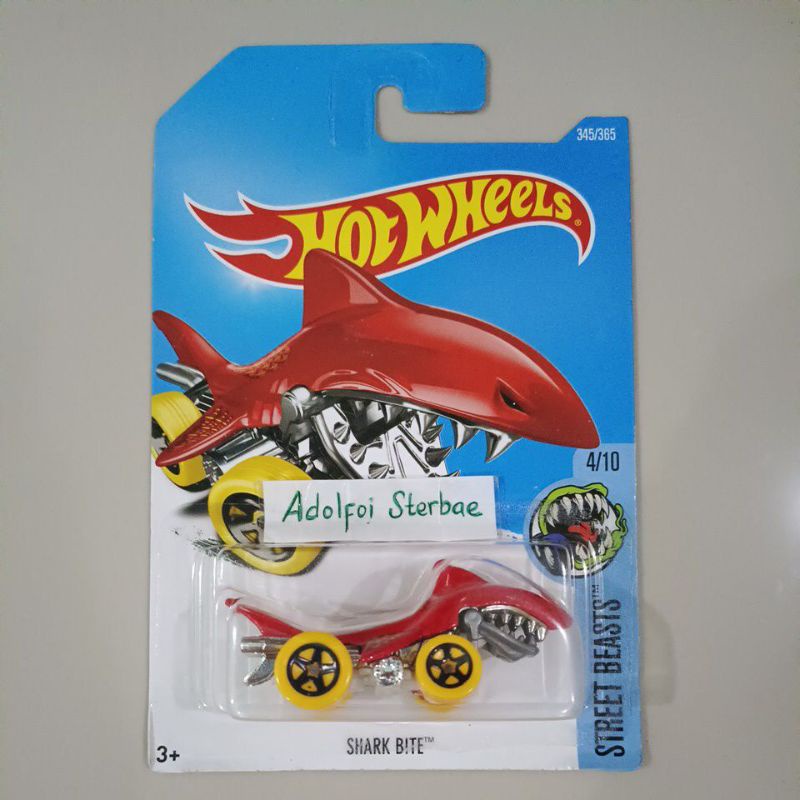 345/365
HOT WHEELS®
4/10
Adolfoi Sterbae
STREET BEASTS™
SHARK BITE™
3+